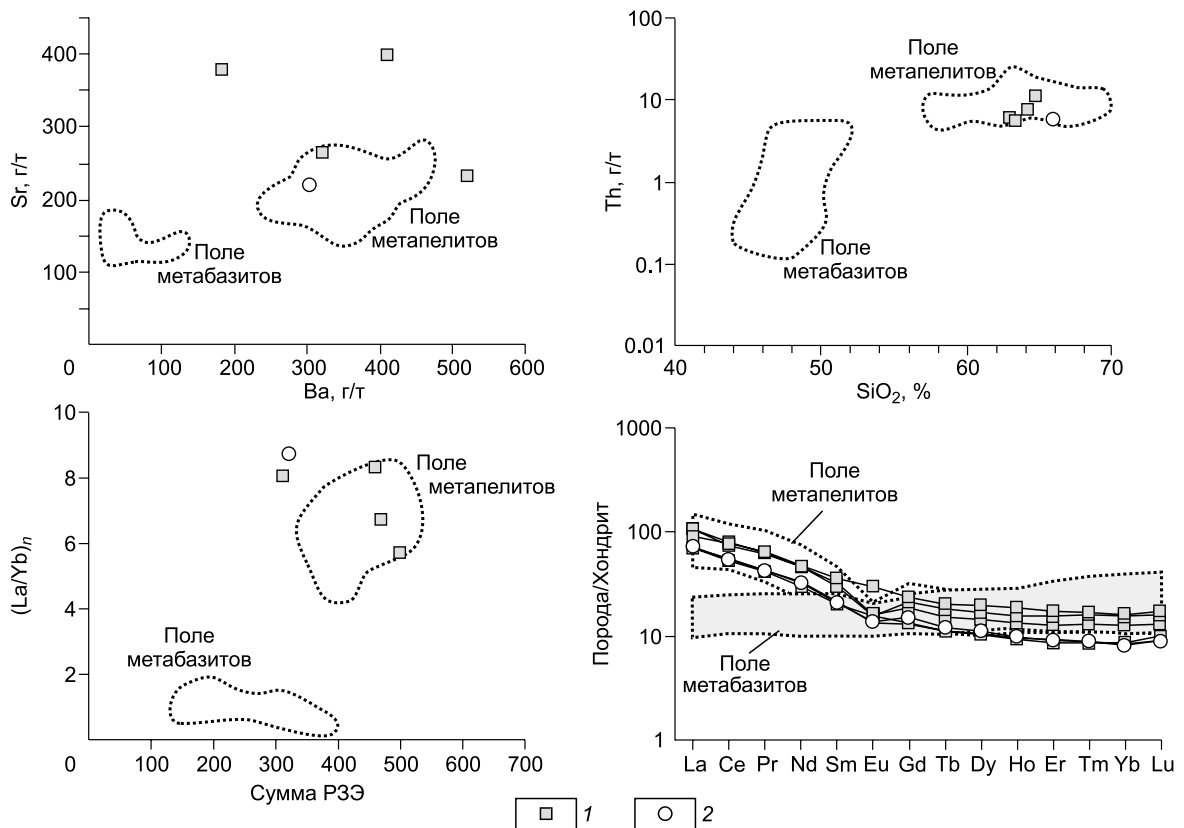 400
300
200
100
0
100
200
300
400
500
600
Sr, г/т
Ba, г/т
Поле
метабазитов
Поле
метапелитов
100
10
1
0.1
0.01
40
50
60
70
Th, г/т
SiO₂, %
Поле
метапелитов
Поле
метабазитов
10
8
6
4
2
0
100
200
300
400
500
600
700
(La/Yb)ₙ
Сумма РЗЭ
Поле
метапелитов
Поле
метабазитов
1000
100
10
1
Порода/Хондрит
Поле
метапелитов
Поле
метабазитов
La Ce Pr Nd Sm Eu Gd Tb Dy Ho Er Tm Yb Lu
1 2